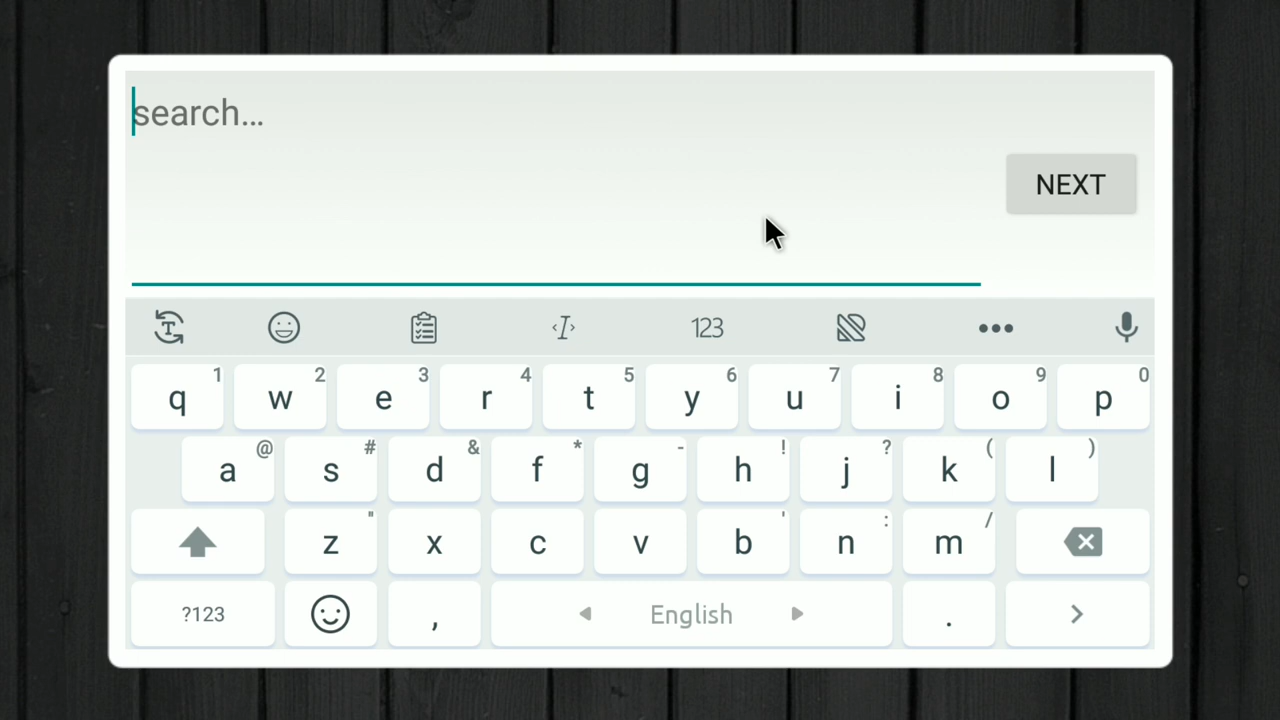 search...
NEXT
123
q 1 w 2 e 3 r 4 t 5 y 6 u 7 i 8 o 9 p 0
a @ s # d & f * g - h ! j ? k ( l )
z " x c v b ' n : m /
?123 , English .